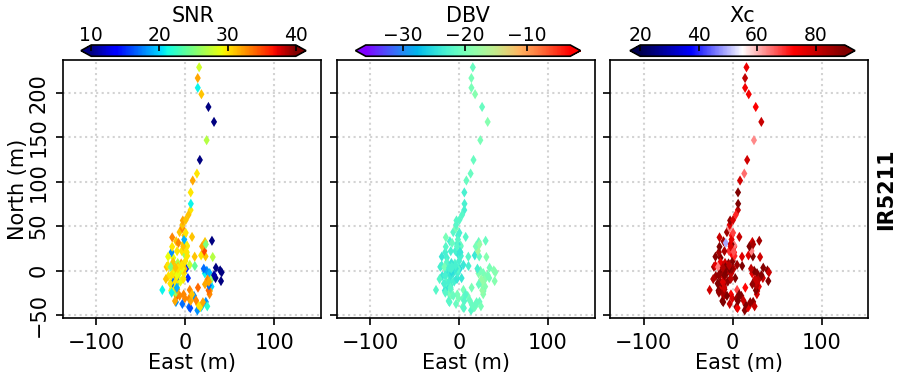 SNR DBV Xc
10 20 30 40 −30 −20 −10 20 40 60 80
North (m)
200
150
100
50
0
−50
−100 0 100 −100 0 100 −100 0 100
East (m) East (m) East (m)
IR5211